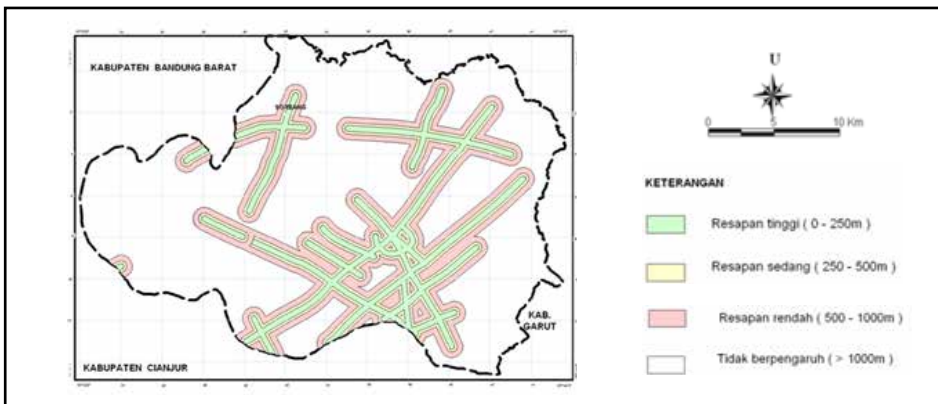 KABUPATEN BANDUNG BARAT
SOREANG
KAB.
GARUT
KABUPATEN CIANJUR
U
0 5 10 Km
KETERANGAN
Resapan tinggi ( 0 - 250m )
Resapan sedang ( 250 - 500m )
Resapan rendah ( 500 - 1000m )
Tidak berpengaruh ( > 1000m )